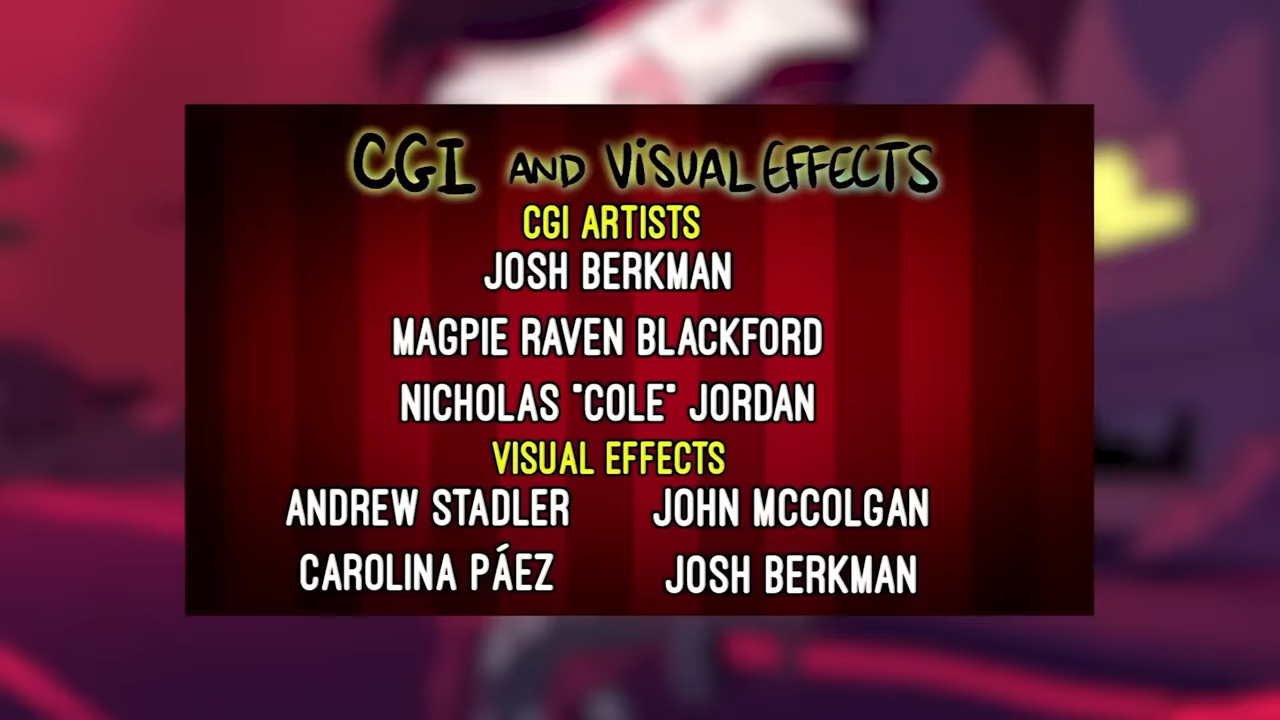 CGI AND VISUAL EFFECTS
CGI ARTISTS
JOSH BERKMAN
MAGPIE RAVEN BLACKFORD
NICHOLAS "COLE" JORDAN
VISUAL EFFECTS
ANDREW STADLER JOHN MCCOLGAN
CAROLINA PÁEZ JOSH BERKMAN